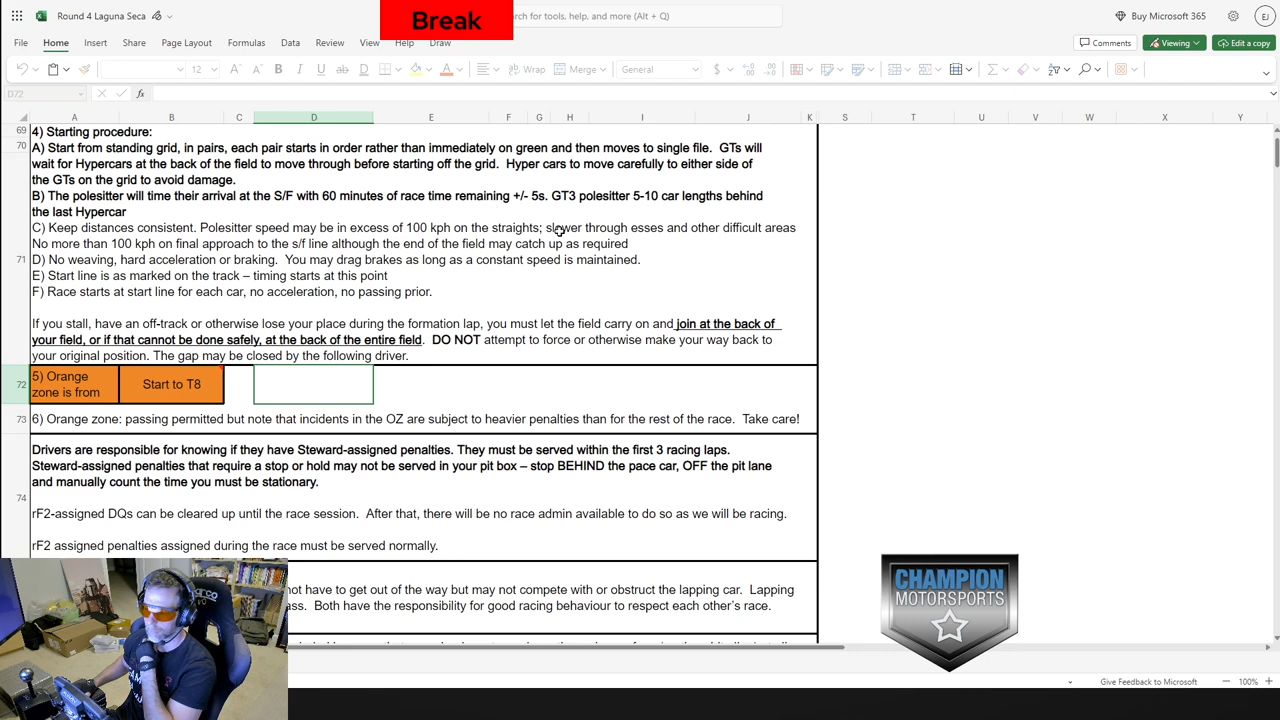 Round 4 Laguna Seca
Break
ch for tools, help, and more (Alt + Q)
Buy Microsoft 365
EJ
File Home Insert Share Page Layout Formulas Data Review View Help Draw
Comments Viewing Edit a copy
12 Wrap Merge General
D72 fx
A B C D E F G H I J K S T U V W X Y
69 4) Starting procedure:
70 A) Start from standing grid, in pairs, each pair starts in order rather than immediately on green and then moves to single file. GTs will
wait for Hypercars at the back of the field to move through before starting off the grid. Hyper cars to move carefully to either side of
the GTs on the grid to avoid damage.
B) The polesitter will time their arrival at the S/F with 60 minutes of race time remaining +/- 5s. GT3 polesitter 5-10 car lengths behind
the last Hypercar
C) Keep distances consistent. Polesitter speed may be in excess of 100 kph on the straights; slower through esses and other difficult areas
No more than 100 kph on final approach to the s/f line although the end of the field may catch up as required
71 D) No weaving, hard acceleration or braking. You may drag brakes as long as a constant speed is maintained.
E) Start line is as marked on the track – timing starts at this point
F) Race starts at start line for each car, no acceleration, no passing prior.
If you stall, have an off-track or otherwise lose your place during the formation lap, you must let the field carry on and join at the back of
your field, or if that cannot be done safely, at the back of the entire field. DO NOT attempt to force or otherwise make your way back to
your original position. The gap may be closed by the following driver.
72 5) Orange
zone is from
Start to T8
73 6) Orange zone: passing permitted but note that incidents in the OZ are subject to heavier penalties than for the rest of the race. Take care!
Drivers are responsible for knowing if they have Steward-assigned penalties. They must be served within the first 3 racing laps.
Steward-assigned penalties that require a stop or hold may not be served in your pit box – stop BEHIND the pace car, OFF the pit lane
and manually count the time you must be stationary.
74
rF2-assigned DQs can be cleared up until the race session. After that, there will be no race admin available to do so as we will be racing.
rF2 assigned penalties assigned during the race must be served normally.
not have to get out of the way but may not compete with or obstruct the lapping car. Lapping
ass. Both have the responsibility for good racing behaviour to respect each other's race.
CHAMPION
MOTORSPORTS
Give Feedback to Microsoft
100%